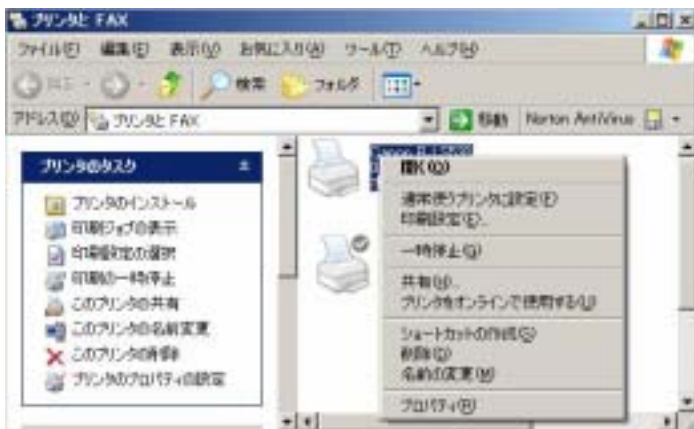 プリンタと FAX
ファイル(F) 編集(E) 表示(V) お気に入り(A) ツール(T) ヘルプ(H)
戻る 検索 フォルダ
アドレス(D) プリンタと FAX 移動 Norton AntiVirus
プリンタのタスク
プリンタのインストール
印刷ジョブの表示
印刷設定の選択
印刷の一時停止
このプリンタの共有
このプリンタの名前変更
このプリンタの削除
プリンタのプロパティの設定
開く(O)
通常使うプリンタに設定(F)
印刷設定(E)...
一時停止(G)
共有(H)...
プリンタをオンラインで使用する(U)
ショートカットの作成(S)
削除(D)
名前の変更(M)
プロパティ(R)